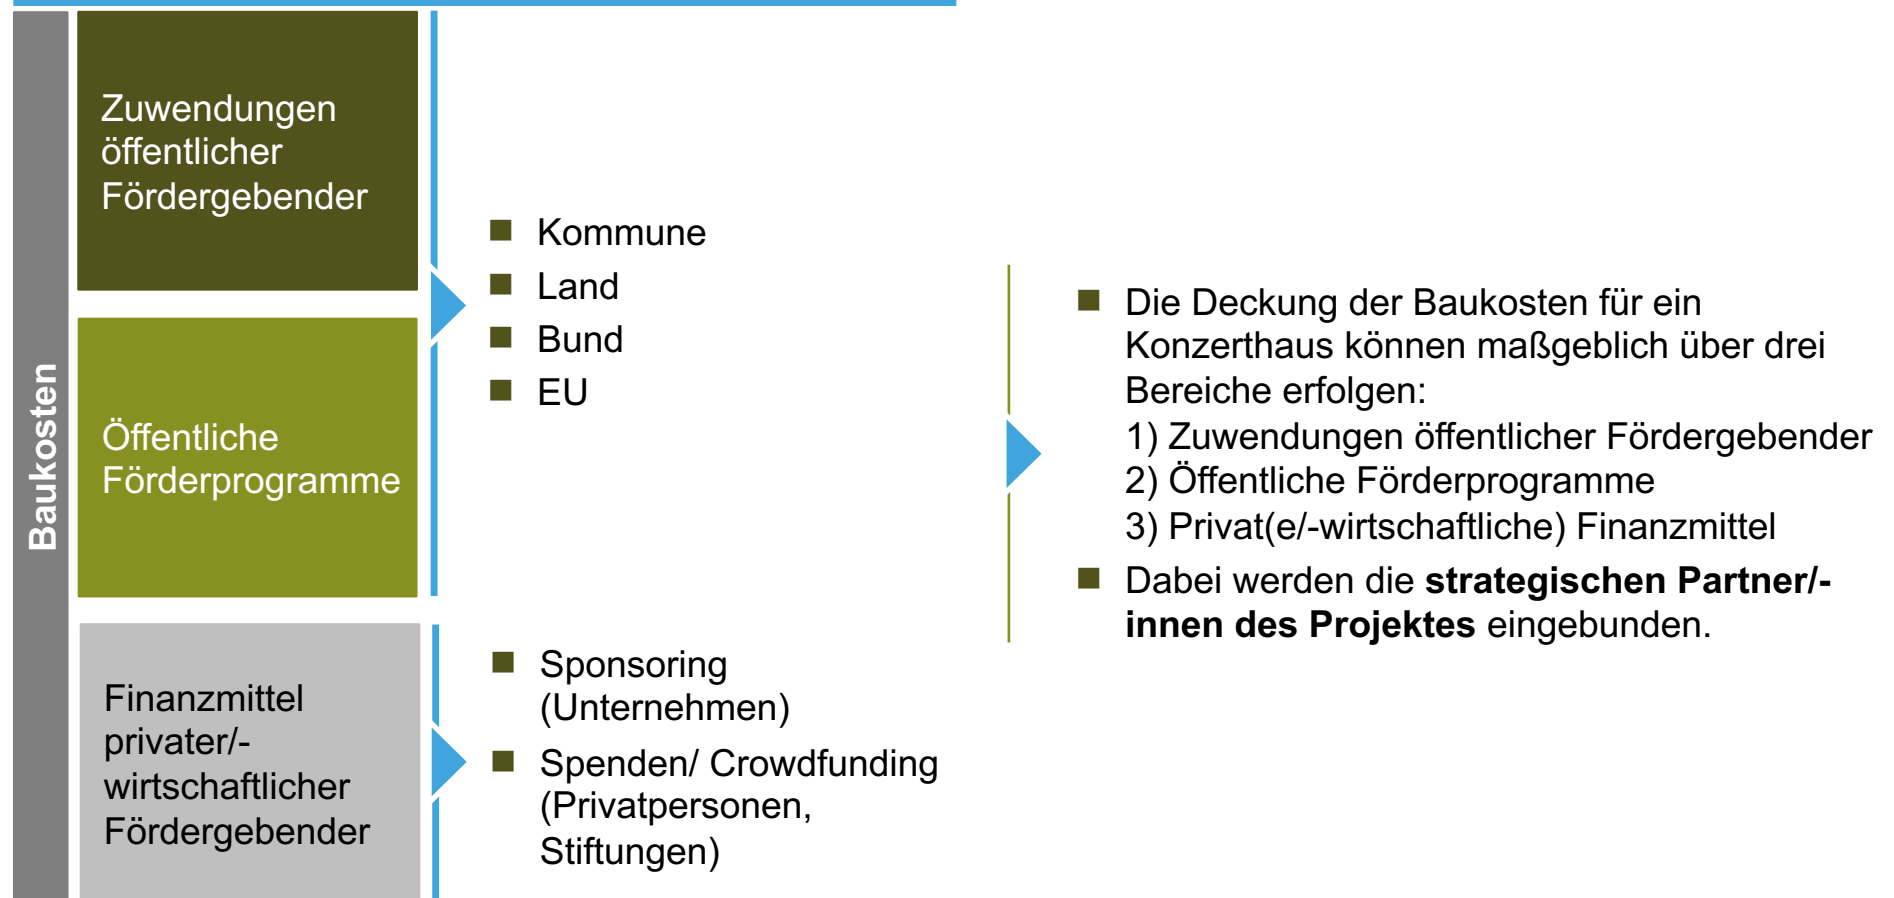 Baukosten
Zuwendungen
öffentlicher
Fördergebender
Öffentliche
Förderprogramme
Finanzmittel
privater/-
wirtschaftlicher
Fördergebender
■ Kommune
■ Land
■ Bund
■ EU
■ Sponsoring
(Unternehmen)
■ Spenden/ Crowdfunding
(Privatpersonen,
Stiftungen)
■ Die Deckung der Baukosten für ein
Konzerthaus können maßgeblich über drei
Bereiche erfolgen:
1) Zuwendungen öffentlicher Fördergebender
2) Öffentliche Förderprogramme
3) Privat(e/-wirtschaftliche) Finanzmittel
■ Dabei werden die strategischen Partner/-
innen des Projektes eingebunden.